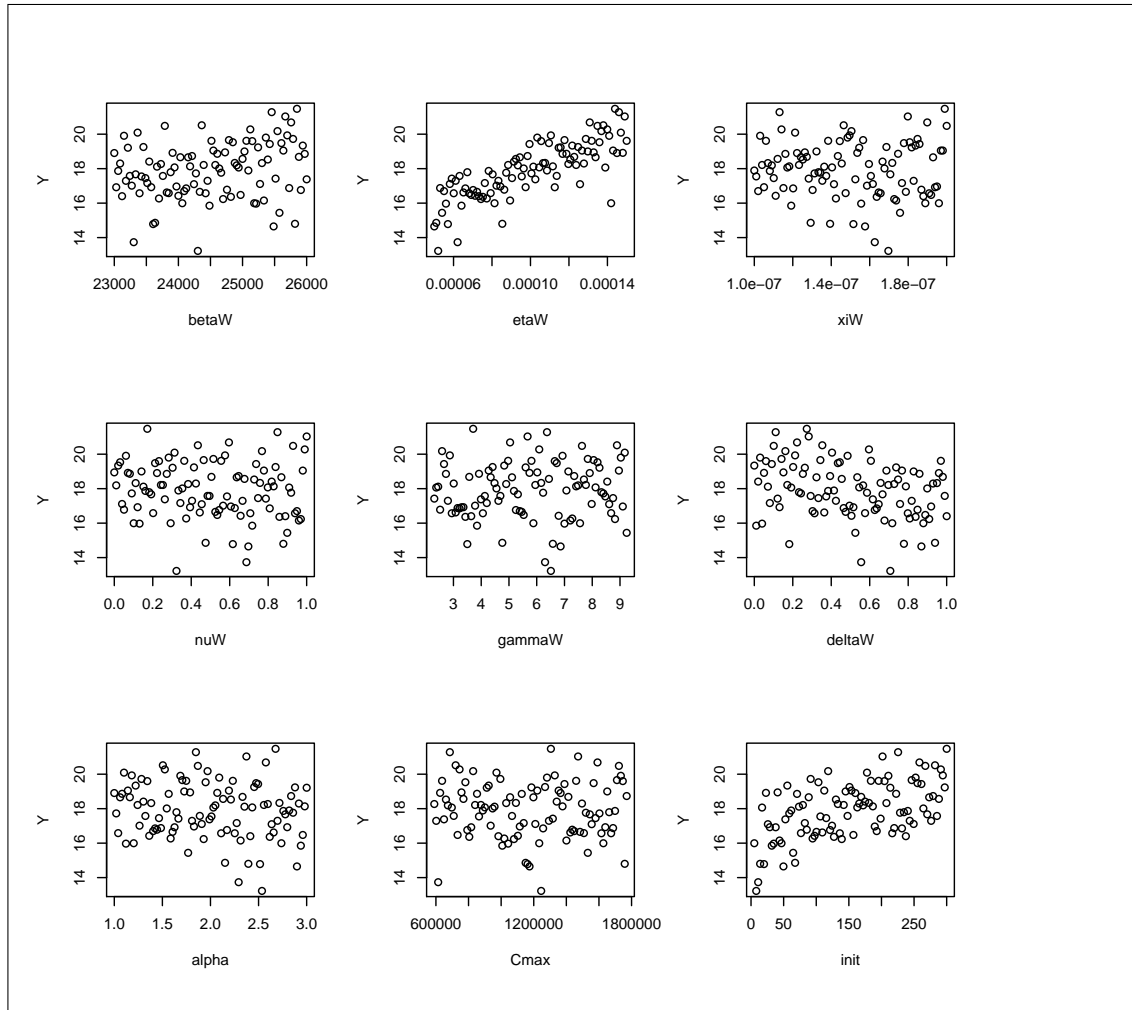 Y
14 16 18 20
23000 24000 25000 26000
betaW
Y
14 16 18 20
0.00006 0.00010 0.00014
etaW
Y
14 16 18 20
1.0e-07 1.4e-07 1.8e-07
xiW
Y
14 16 18 20
0.0 0.2 0.4 0.6 0.8 1.0
nuW
Y
14 16 18 20
3 4 5 6 7 8 9
gammaW
Y
14 16 18 20
0.0 0.2 0.4 0.6 0.8 1.0
deltaW
Y
14 16 18 20
1.0 1.5 2.0 2.5 3.0
alpha
Y
14 16 18 20
600000 1200000 1800000
Cmax
Y
14 16 18 20
0 50 150 250
init